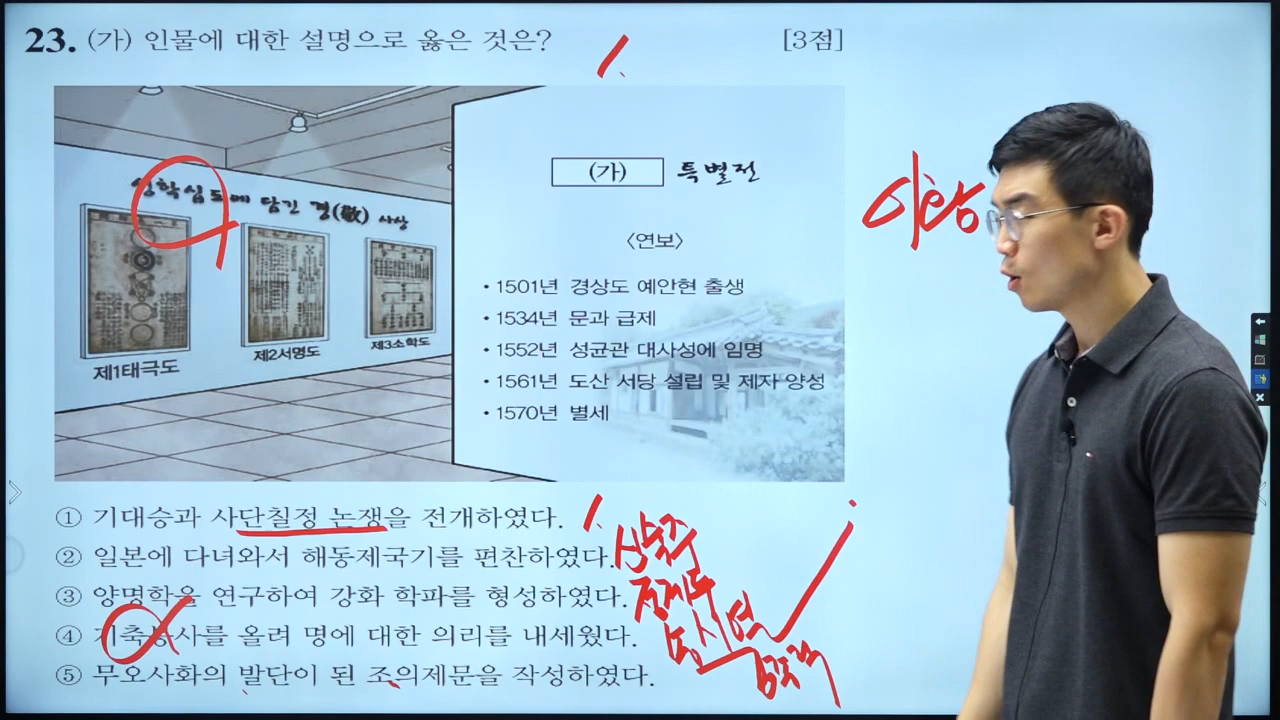 23. (가) 인물에 대한 설명으로 옳은 것은? [3점]
성학십도에 담긴 경(敬) 사상
제1태극도
제2서명도
제3소학도
(가) 특별전
〈연보〉
• 1501년 경상도 예안현 출생
• 1534년 문과 급제
• 1552년 성균관 대사성에 임명
• 1561년 도산 서당 설립 및 제자 양성
• 1570년 별세
이황
① 기대승과 사단칠정 논쟁을 전개하였다.
② 일본에 다녀와서 해동제국기를 편찬하였다.
③ 양명학을 연구하여 강화 학파를 형성하였다.
④ 기축봉사를 올려 명에 대한 의리를 내세웠다.
⑤ 무오사화의 발단이 된 조의제문을 작성하였다.